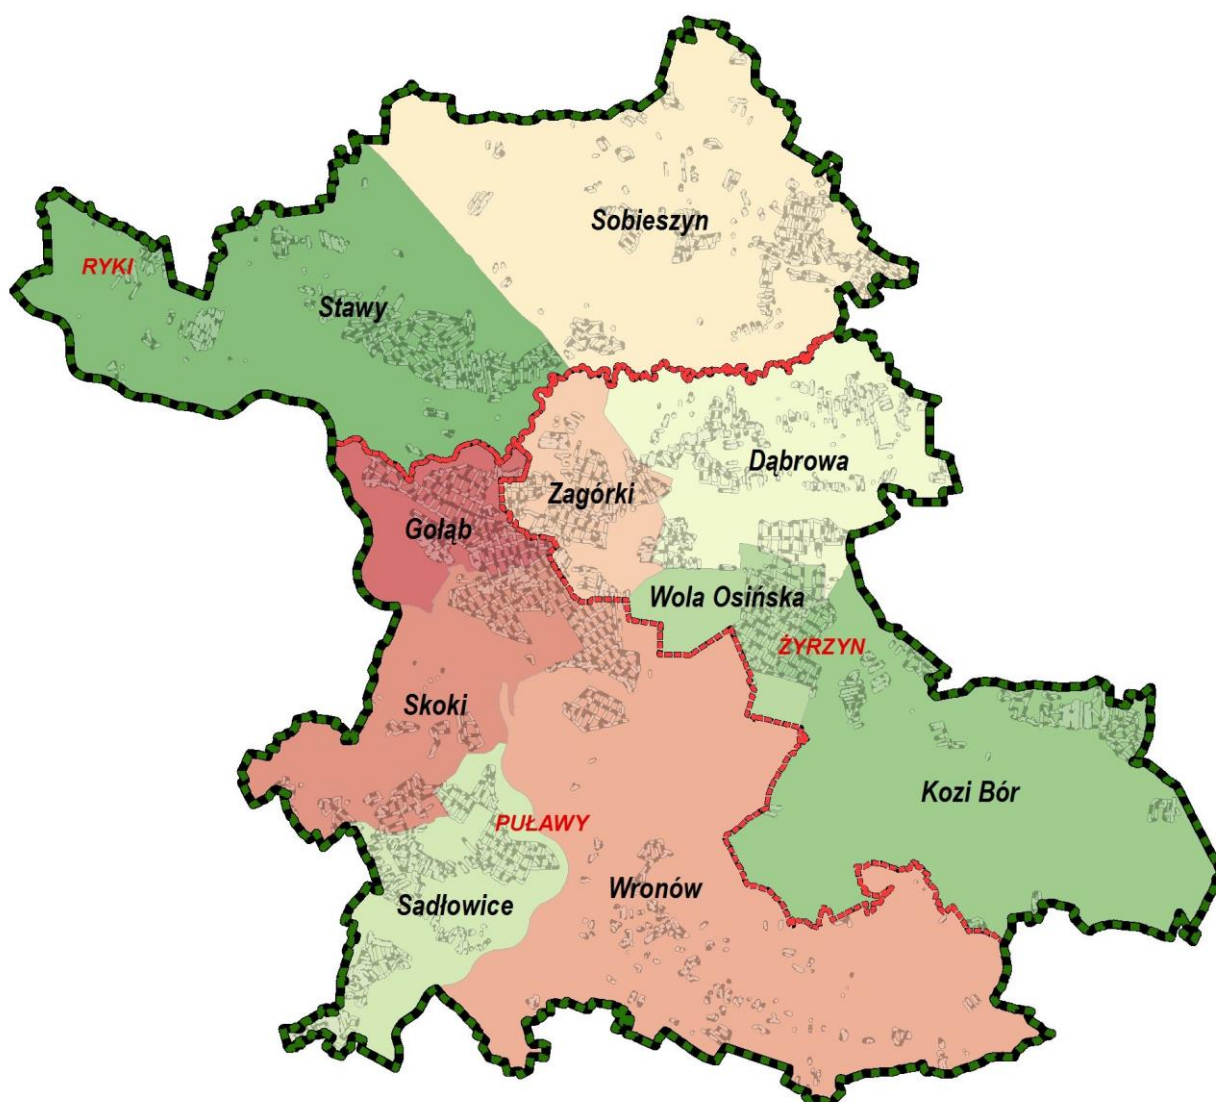 Sobieszyn
RYKI
Stawy
Dąbrowa
Zagórki
Gołąb
Wola Osińska
ŻYRZYN
Skoki
Kozi Bór
PUŁAWY
Wronów
Sadłowice